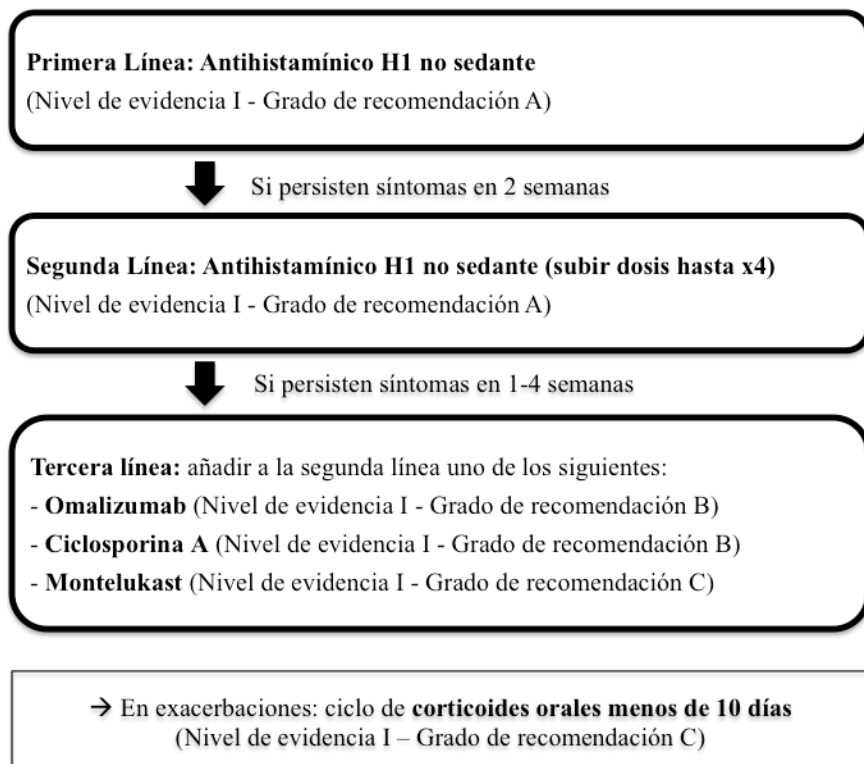 Primera Línea: Antihistamínico H1 no sedante
(Nivel de evidencia I - Grado de recomendación A)
Si persisten síntomas en 2 semanas
Segunda Línea: Antihistamínico H1 no sedante (subir dosis hasta x4)
(Nivel de evidencia I - Grado de recomendación A)
Si persisten síntomas en 1-4 semanas
Tercera línea: añadir a la segunda línea uno de los siguientes:
- Omalizumab (Nivel de evidencia I - Grado de recomendación B)
- Ciclosporina A (Nivel de evidencia I - Grado de recomendación B)
- Montelukast (Nivel de evidencia I - Grado de recomendación C)
→ En exacerbaciones: ciclo de corticoides orales menos de 10 días
(Nivel de evidencia I – Grado de recomendación C)